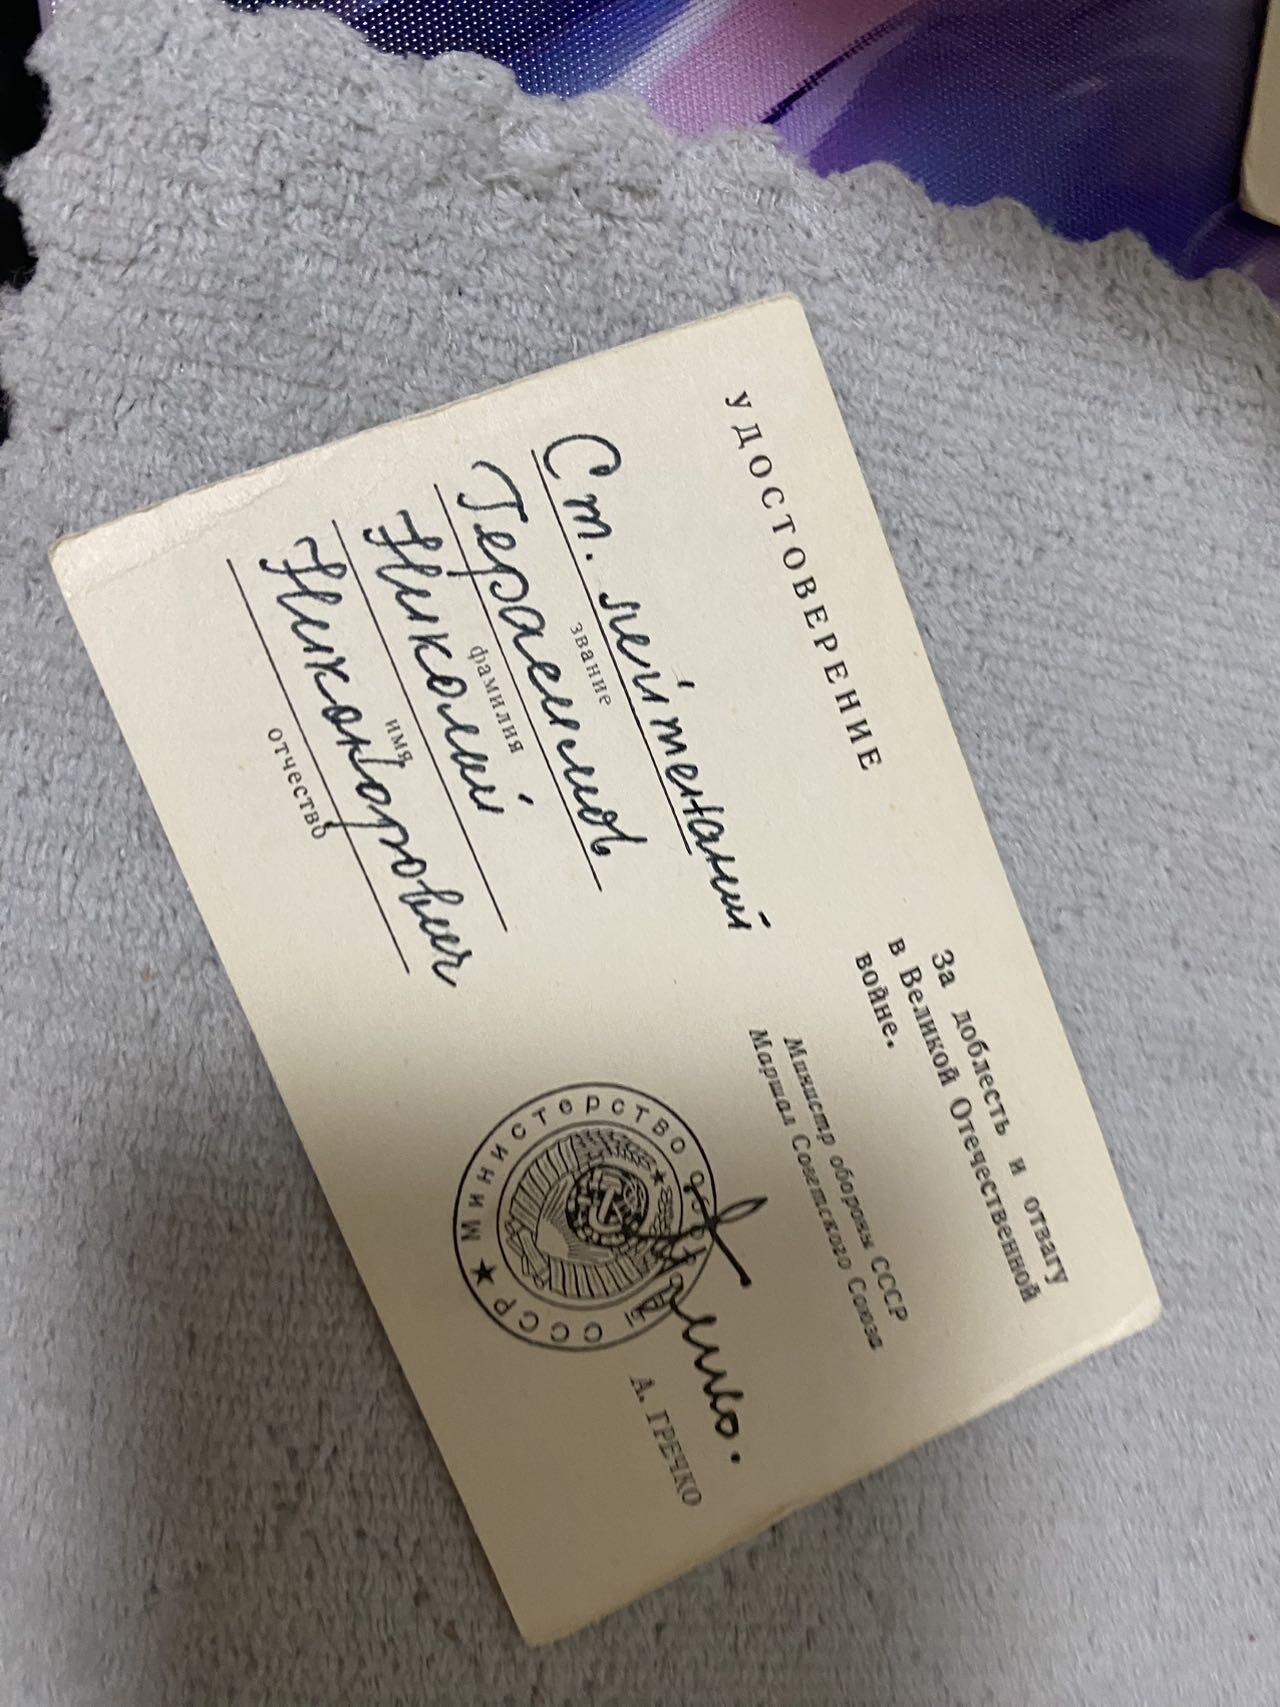 УДОСТОВЕРЕНИЕ
Ст. лейтенант
звание
Герасимов
фамилия
Николай
имя
Никонорович
отчество
За доблесть и отвагу
в Великой Отечественной
войне.
Министр обороны СССР
Маршал Советского Союза
А. ГРЕЧКО
Министерство обороны СССР ★